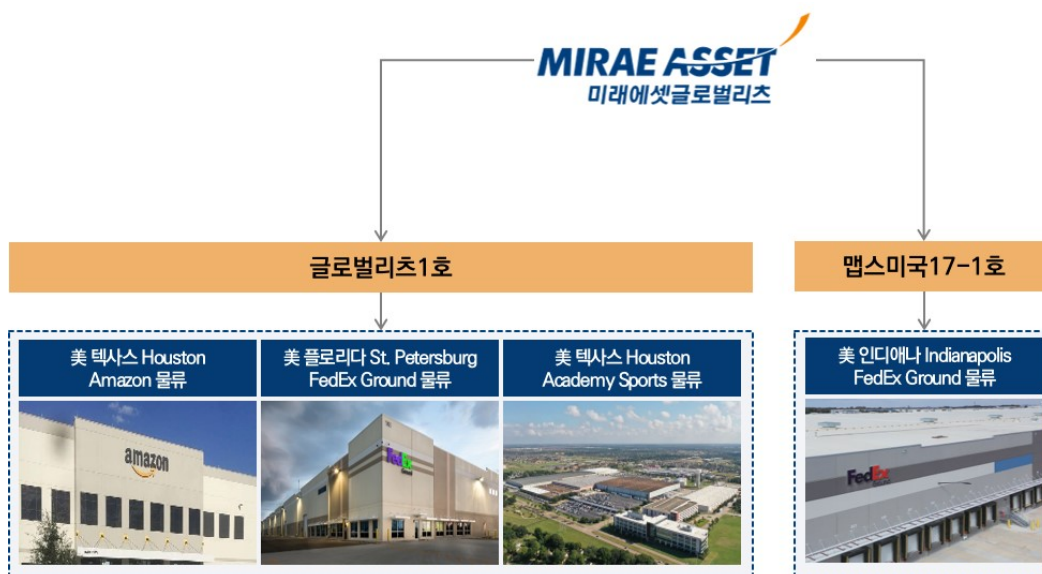 MIRAE ASSET
미래에셋글로벌리츠
글로벌리츠1호
맵스미국17-1호
美 텍사스 Houston
Amazon 물류
美 플로리다 St. Petersburg
FedEx Ground 물류
美 텍사스 Houston
Academy Sports 물류
美 인디애나 Indianapolis
FedEx Ground 물류
amazon
FedEx
FedEx